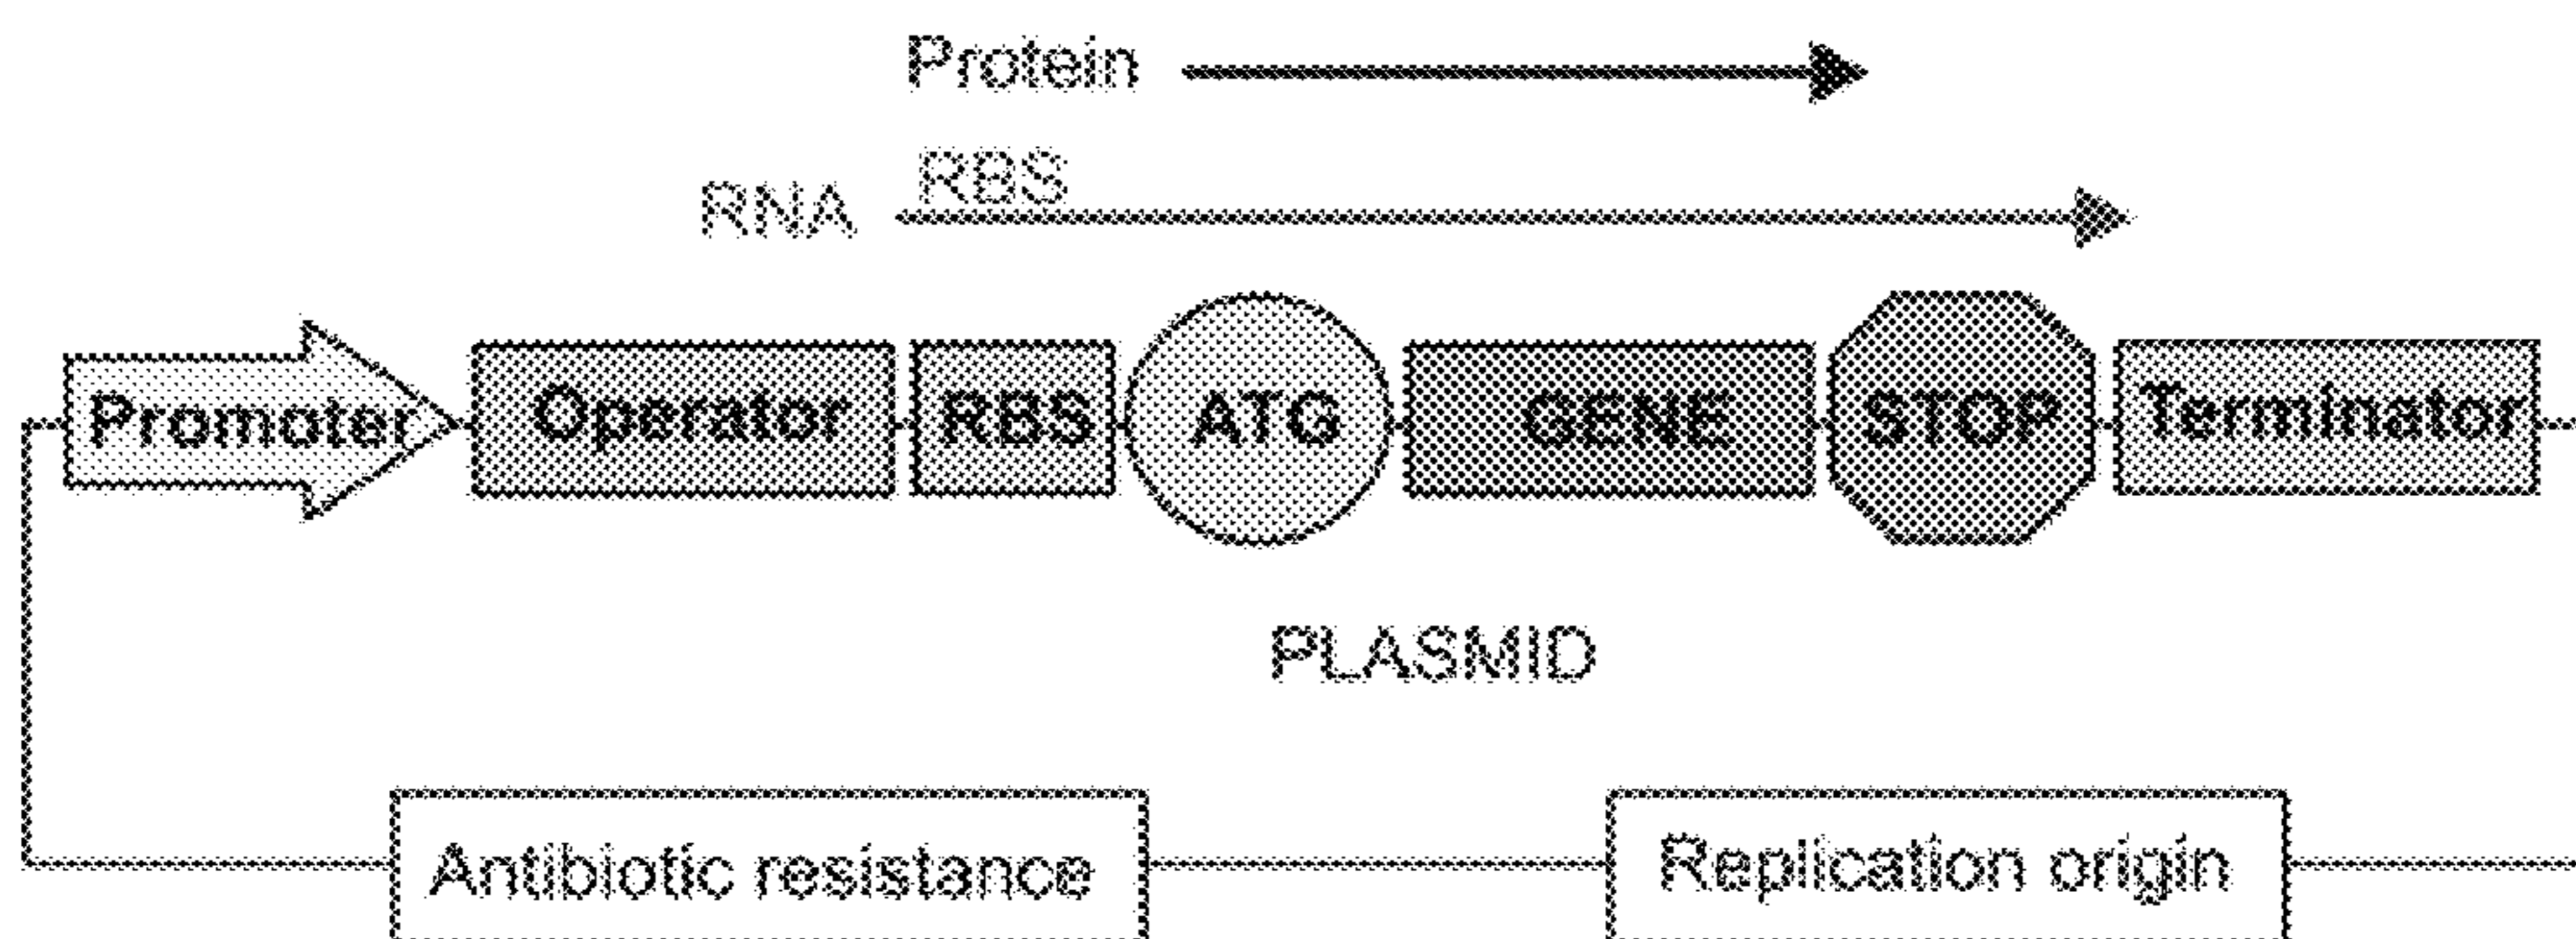 Protein
RBS
RNA
Promoter Operator RBS ATG GENE STOP Terminator
PLASMID
Antibiotic resistance Replication origin